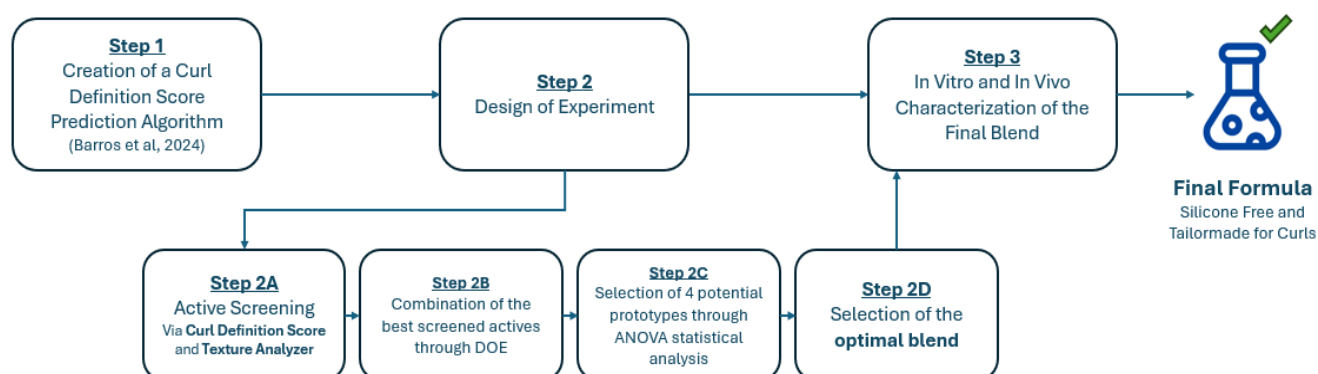 Step 1
Creation of a Curl
Definition Score
Prediction Algorithm
(Barros et al, 2024)
Step 2
Design of Experiment
Step 3
In Vitro and In Vivo
Characterization of the
Final Blend
Final Formula
Silicone Free and
Tailormade for Curls
Step 2A
Active Screening
Via Curl Definition Score
and Texture Analyzer
Step 2B
Combination of the
best screened actives
through DOE
Step 2C
Selection of 4 potential
prototypes through
ANOVA statistical
analysis
Step 2D
Selection of the
optimal blend